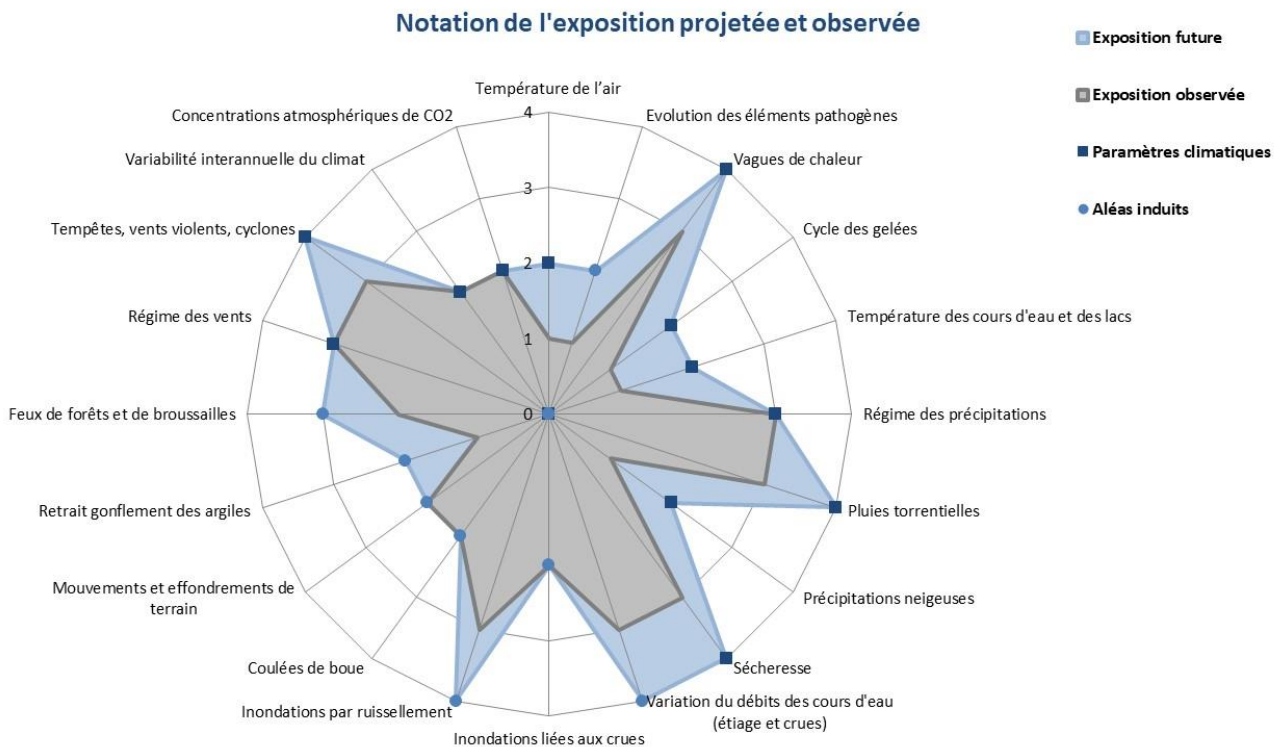 Notation de l'exposition projetée et observée
Exposition future
Exposition observée
Paramètres climatiques
Aléas induits
Température de l'air
Evolution des éléments pathogènes
Vagues de chaleur
Cycle des gelées
Température des cours d'eau et des lacs
Régime des précipitations
Pluies torrentielles
Précipitations neigeuses
Sécheresse
Variation du débits des cours d'eau
(étiage et crues)
Inondations liées aux crues
Inondations par ruissellement
Coulées de boue
Mouvements et effondrements de
terrain
Retrait gonflement des argiles
Feux de forêts et de broussailles
Régime des vents
Tempêtes, vents violents, cyclones
Variabilité interannuelle du climat
Concentrations atmosphériques de CO2
4
3
2
1
0